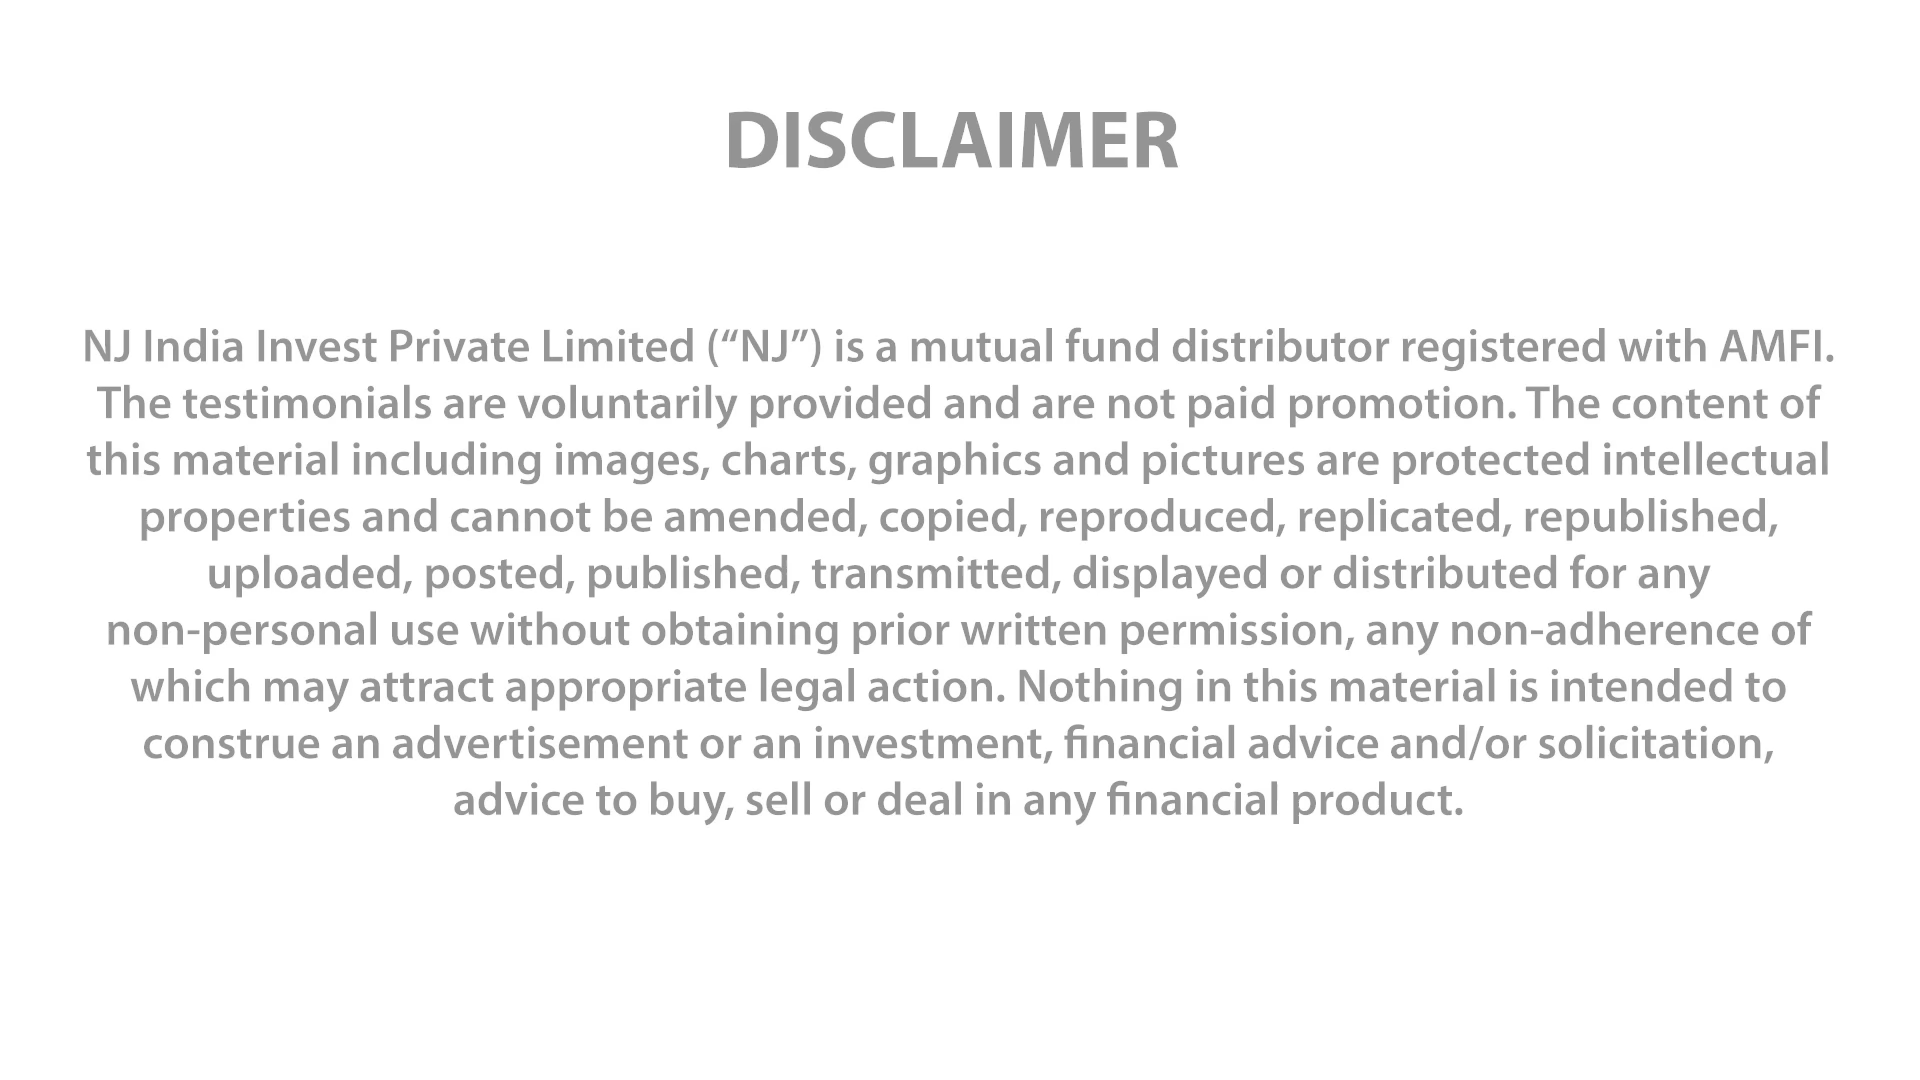 DISCLAIMER
NJ India Invest Private Limited (“NJ”) is a mutual fund distributor registered with AMFI.
The testimonials are voluntarily provided and are not paid promotion. The content of
this material including images, charts, graphics and pictures are protected intellectual
properties and cannot be amended, copied, reproduced, replicated, republished,
uploaded, posted, published, transmitted, displayed or distributed for any
non-personal use without obtaining prior written permission, any non-adherence of
which may attract appropriate legal action. Nothing in this material is intended to
construe an advertisement or an investment, financial advice and/or solicitation,
advice to buy, sell or deal in any financial product.